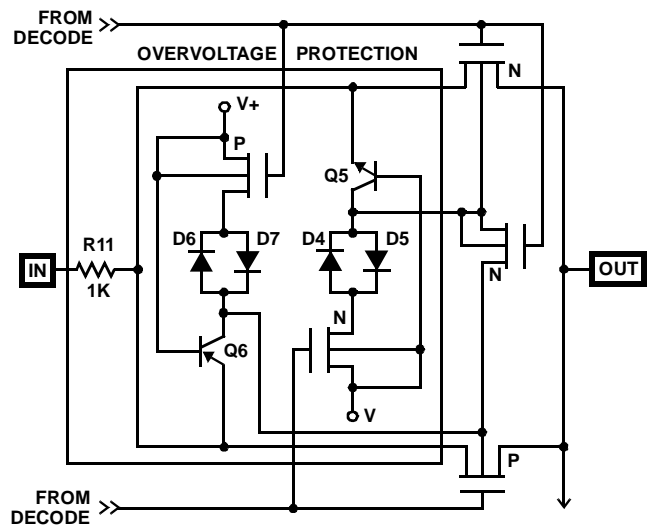 FROM
DECODE
OVERVOLTAGE PROTECTION
N
V+
P
Q5
D6
D7
D4
D5
R11
IN
1K
N
OUT
N
Q6
V
P
FROM
DECODE